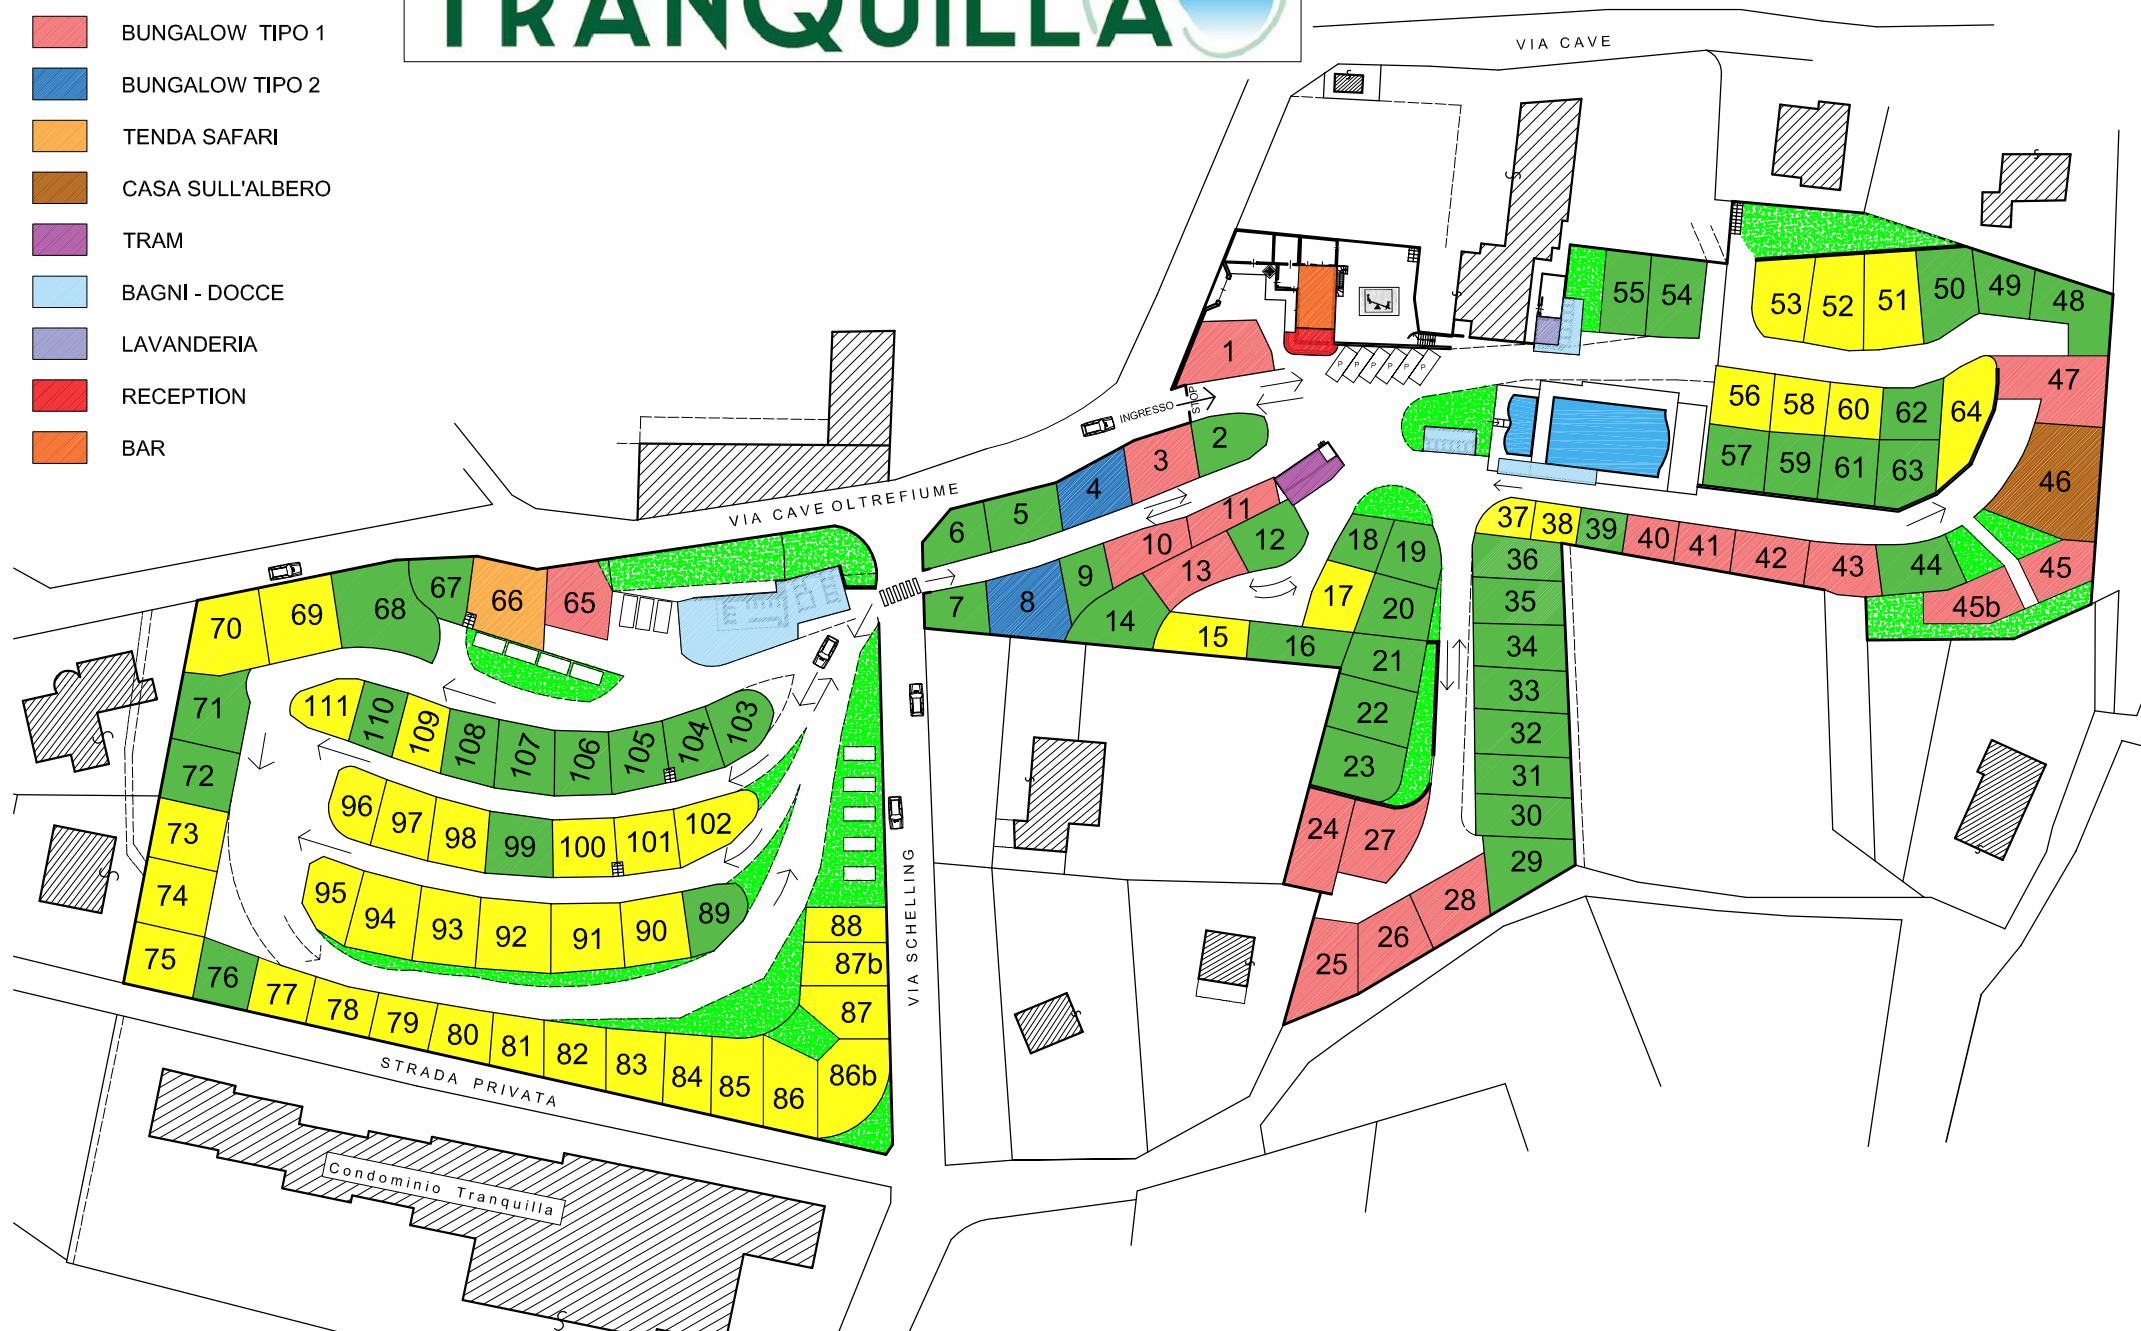 TRANQUILLA
BUNGALOW TIPO 1
BUNGALOW TIPO 2
TENDA SAFARI
CASA SULL'ALBERO
TRAM
BAGNI - DOCCE
LAVANDERIA
RECEPTION
BAR
VIA CAVE
55 54
53 52 51 50 49 48
1
P P P P P P
STOP
INGRESSO
47
56 58 60 62 64
57 59 61 63
46
2
3
4
5
6
VIA CAVE OLTREFIUME
11
10
12
13
9
8
7
14
15
16
17
18
19
20
21
22
23
24
27
28
26
25
37 38 39 40 41 42 43 44 45
45b
36
35
34
33
32
31
30
29
67
66
65
68
69
70
71
72
73
74
75
111 110 109 108 107 106 105 104 103
96 97 98 99 100 101 102
95 94 93 92 91 90 89
88
87b
87
86b
76 77 78 79 80 81 82 83 84 85 86
VIA SCHELLING
STRADA PRIVATA
Condominio Tranquilla